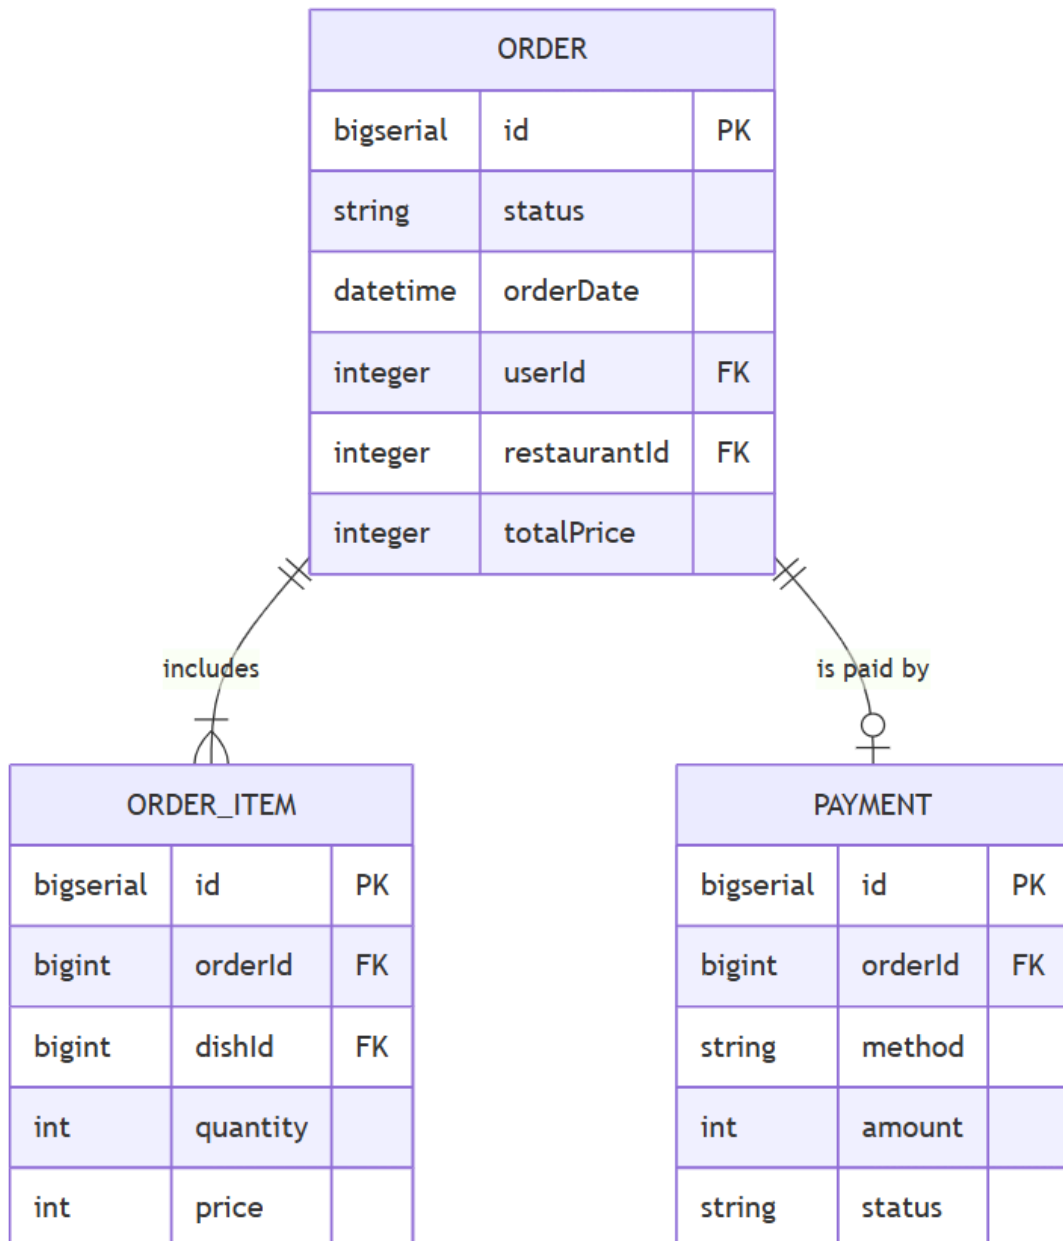 ORDER
bigserial id PK
string status
datetime orderDate
integer userId FK
integer restaurantId FK
integer totalPrice
includes
is paid by
ORDER_ITEM
bigserial id PK
bigint orderId FK
bigint dishId FK
int quantity
int price
PAYMENT
bigserial id PK
bigint orderId FK
string method
int amount
string status